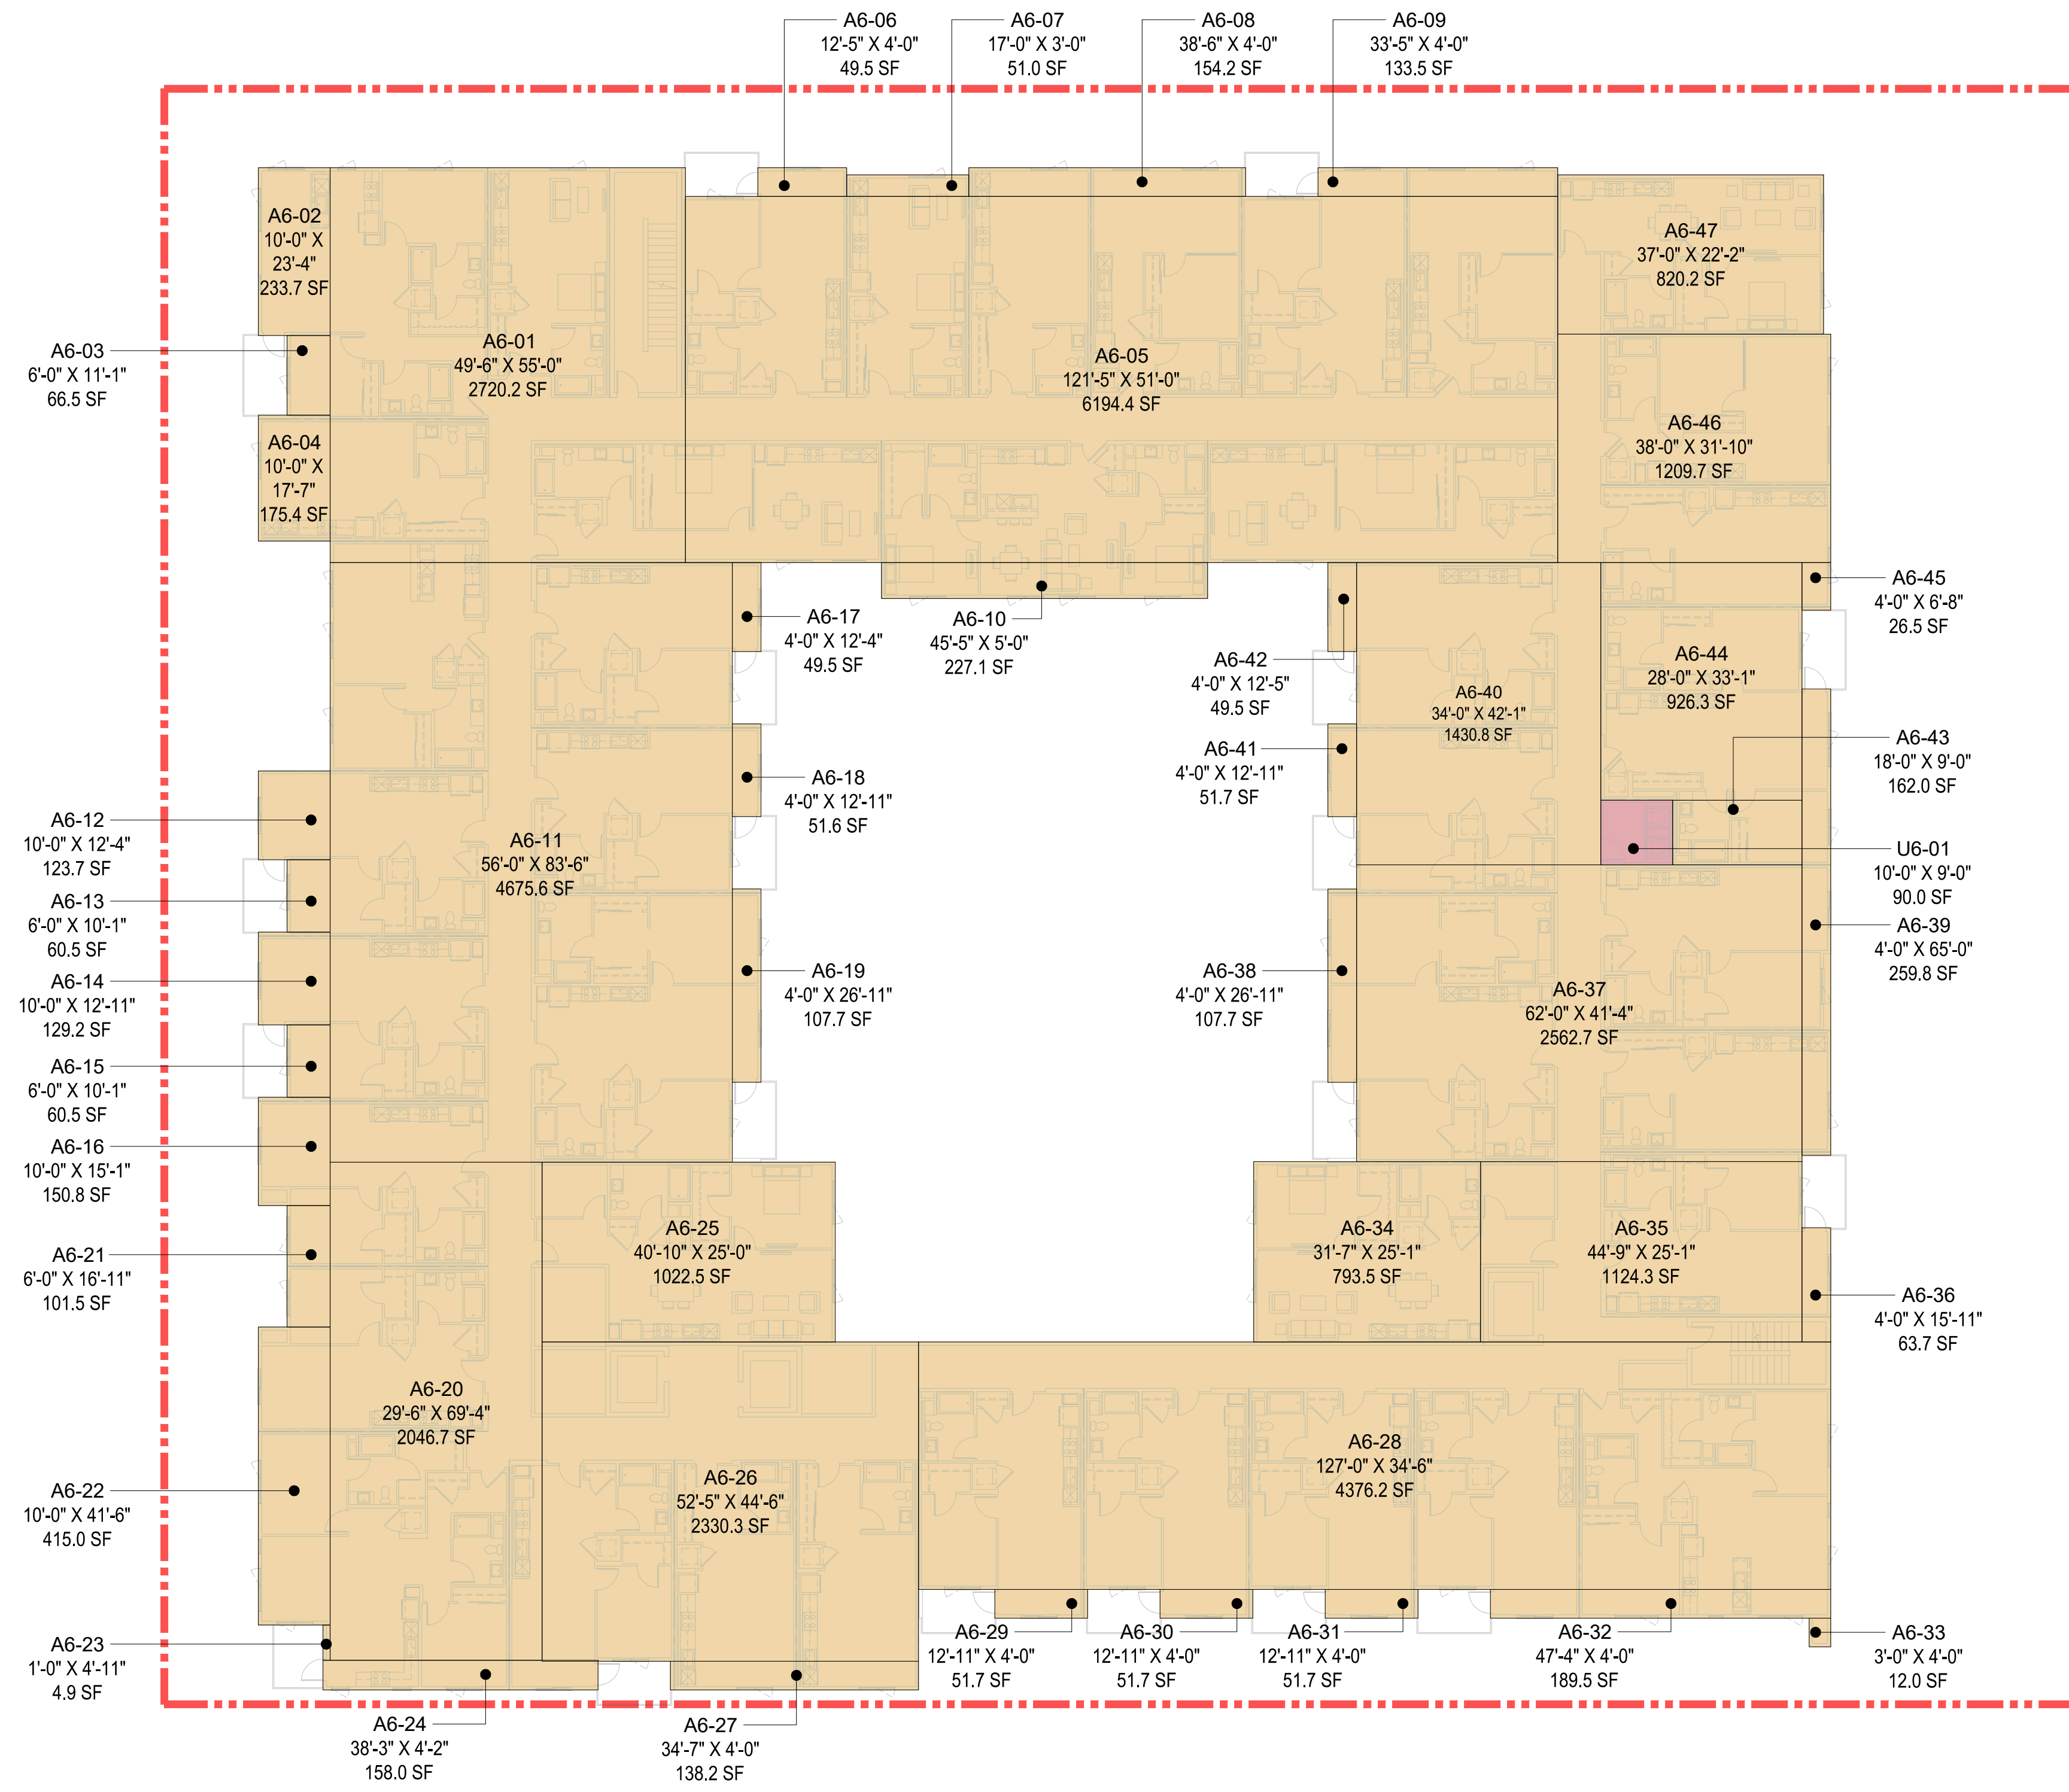 A6-06
12'-5" X 4'-0"
49.5 SF
A6-07
17'-0" X 3'-0"
51.0 SF
A6-08
38'-6" X 4'-0"
154.2 SF
A6-09
33'-5" X 4'-0"
133.5 SF
A6-02
10'-0" X
23'-4"
233.7 SF
A6-03
6'-0" X 11'-1"
66.5 SF
A6-01
49'-6" X 55'-0"
2720.2 SF
A6-05
121'-5" X 51'-0"
6194.4 SF
A6-47
37'-0" X 22'-2"
820.2 SF
A6-04
10'-0" X
17'-7"
175.4 SF
A6-46
38'-0" X 31'-10"
1209.7 SF
A6-17
4'-0" X 12'-4"
49.5 SF
A6-10
45'-5" X 5'-0"
227.1 SF
A6-42
4'-0" X 12'-5"
49.5 SF
A6-40
34'-0" X 42'-1"
1430.8 SF
A6-44
28'-0" X 33'-1"
926.3 SF
A6-45
4'-0" X 6'-8"
26.5 SF
A6-43
18'-0" X 9'-0"
162.0 SF
A6-18
4'-0" X 12'-11"
51.6 SF
A6-41
4'-0" X 12'-11"
51.7 SF
A6-12
10'-0" X 12'-4"
123.7 SF
A6-11
56'-0" X 83'-6"
4675.6 SF
U6-01
10'-0" X 9'-0"
90.0 SF
A6-13
6'-0" X 10'-1"
60.5 SF
A6-39
4'-0" X 65'-0"
259.8 SF
A6-14
10'-0" X 12'-11"
129.2 SF
A6-19
4'-0" X 26'-11"
107.7 SF
A6-38
4'-0" X 26'-11"
107.7 SF
A6-37
62'-0" X 41'-4"
2562.7 SF
A6-15
6'-0" X 10'-1"
60.5 SF
A6-16
10'-0" X 15'-1"
150.8 SF
A6-21
6'-0" X 16'-11"
101.5 SF
A6-25
40'-10" X 25'-0"
1022.5 SF
A6-34
31'-7" X 25'-1"
793.5 SF
A6-35
44'-9" X 25'-1"
1124.3 SF
A6-36
4'-0" X 15'-11"
63.7 SF
A6-20
29'-6" X 69'-4"
2046.7 SF
A6-22
10'-0" X 41'-6"
415.0 SF
A6-26
52'-5" X 44'-6"
2330.3 SF
A6-28
127'-0" X 34'-6"
4376.2 SF
A6-23
1'-0" X 4'-11"
4.9 SF
A6-29
12'-11" X 4'-0"
51.7 SF
A6-30
12'-11" X 4'-0"
51.7 SF
A6-31
12'-11" X 4'-0"
51.7 SF
A6-32
47'-4" X 4'-0"
189.5 SF
A6-33
3'-0" X 4'-0"
12.0 SF
A6-24
38'-3" X 4'-2"
158.0 SF
A6-27
34'-7" X 4'-0"
138.2 SF